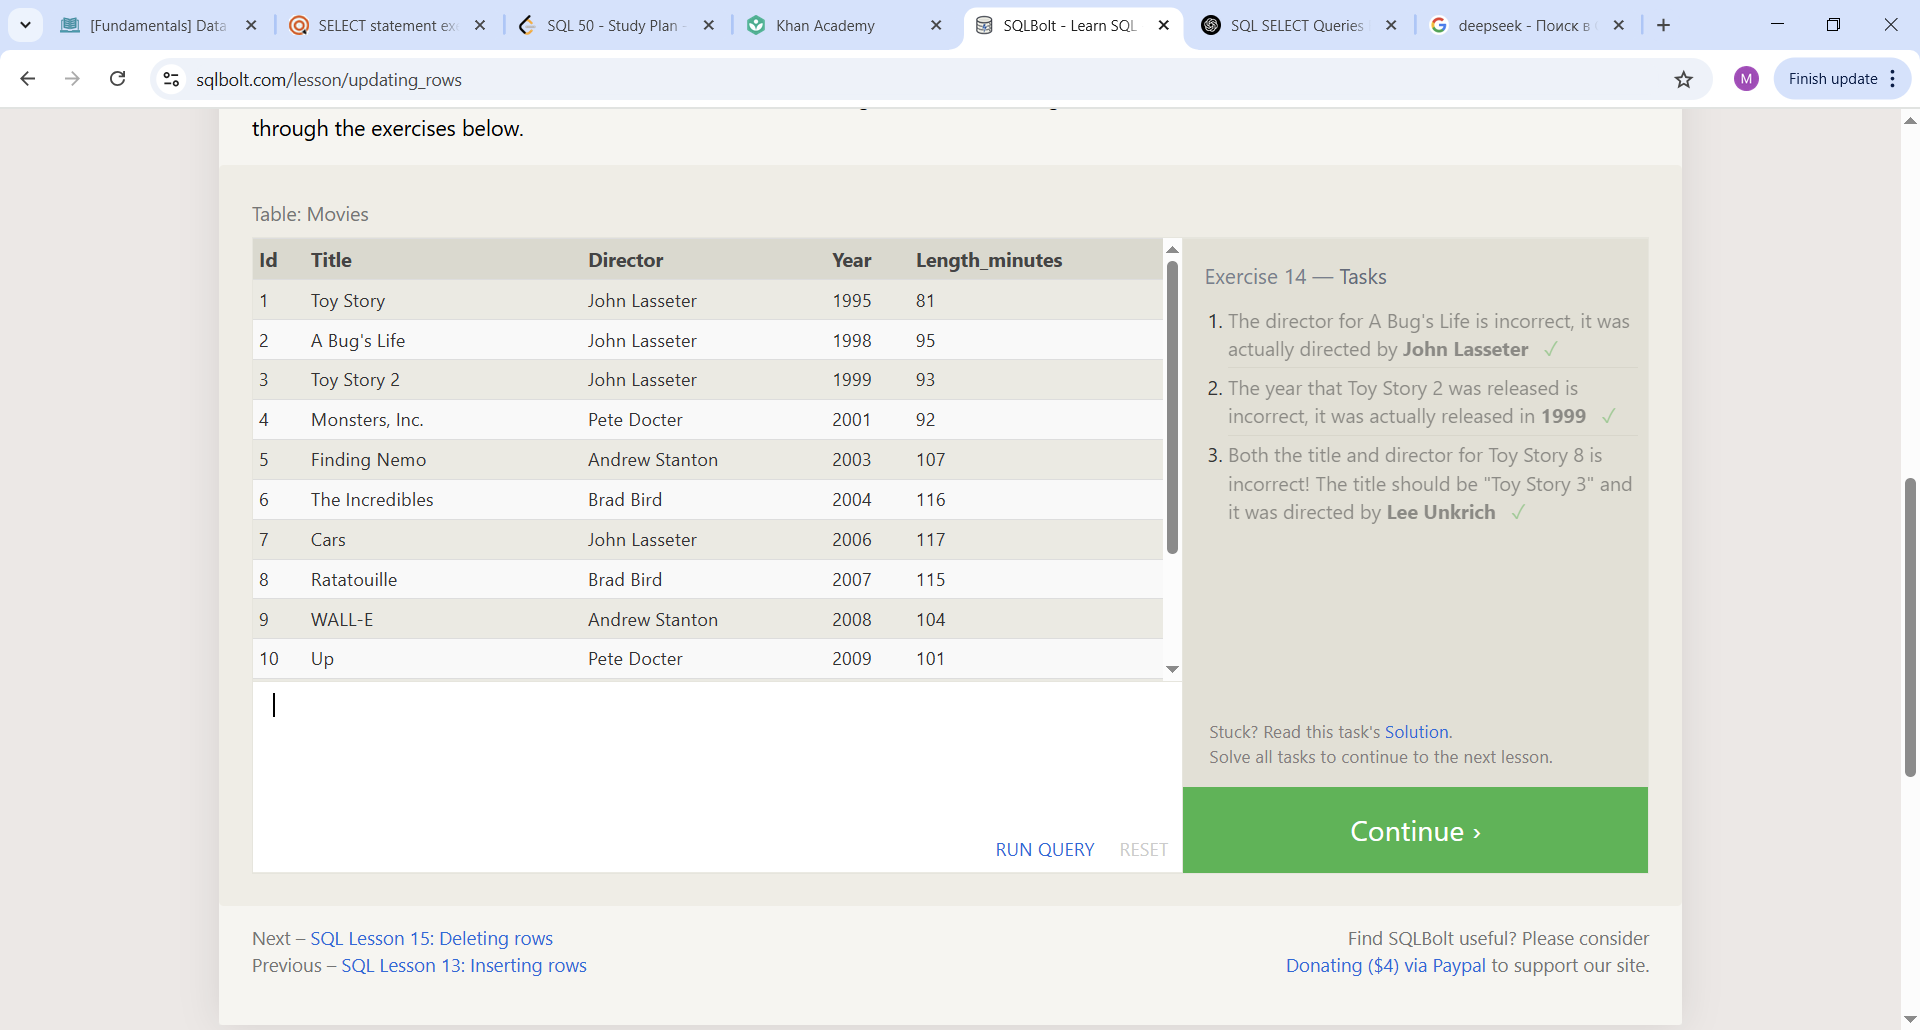 [Fundamentals] Data
SELECT statement ex
SQL 50 - Study Plan -
Khan Academy
SQLBolt - Learn SQL
SQL SELECT Queries
deepseek - Поиск в
sqlbolt.com/lesson/updating_rows
M
Finish update
through the exercises below.
Table: Movies
Id Title Director Year Length_minutes
1 Toy Story John Lasseter 1995 81
2 A Bug's Life John Lasseter 1998 95
3 Toy Story 2 John Lasseter 1999 93
4 Monsters, Inc. Pete Docter 2001 92
5 Finding Nemo Andrew Stanton 2003 107
6 The Incredibles Brad Bird 2004 116
7 Cars John Lasseter 2006 117
8 Ratatouille Brad Bird 2007 115
9 WALL-E Andrew Stanton 2008 104
10 Up Pete Docter 2009 101
RUN QUERY RESET
Exercise 14 — Tasks
1. The director for A Bug's Life is incorrect, it was
actually directed by John Lasseter ✓
2. The year that Toy Story 2 was released is
incorrect, it was actually released in 1999 ✓
3. Both the title and director for Toy Story 8 is
incorrect! The title should be "Toy Story 3" and
it was directed by Lee Unkrich ✓
Stuck? Read this task's Solution.
Solve all tasks to continue to the next lesson.
Continue ›
Next – SQL Lesson 15: Deleting rows
Previous – SQL Lesson 13: Inserting rows
Find SQLBolt useful? Please consider
Donating ($4) via Paypal to support our site.